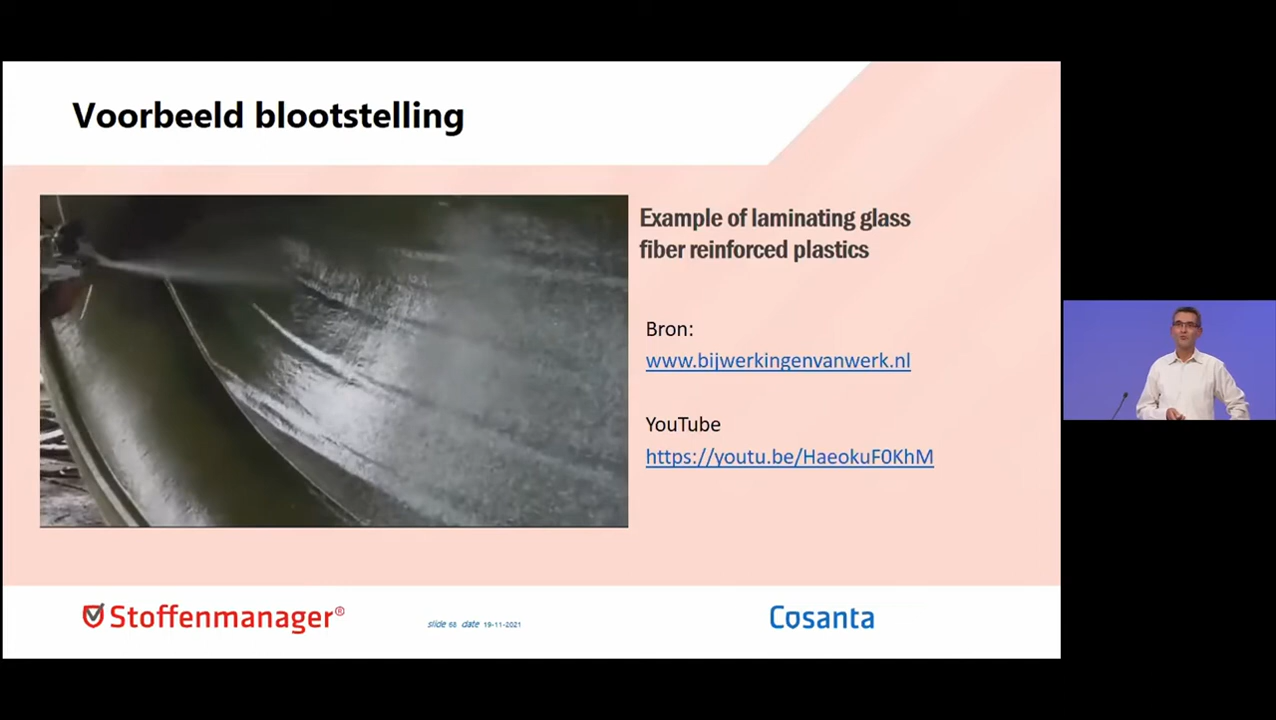 Voorbeeld blootstelling
Example of laminating glass
fiber reinforced plastics
Bron:
www.bijwerkingenvanwerk.nl
YouTube
https://youtu.be/HaeokuF0KhM
Stoffenmanager®
slide 68 date 19-11-2021
Cosanta